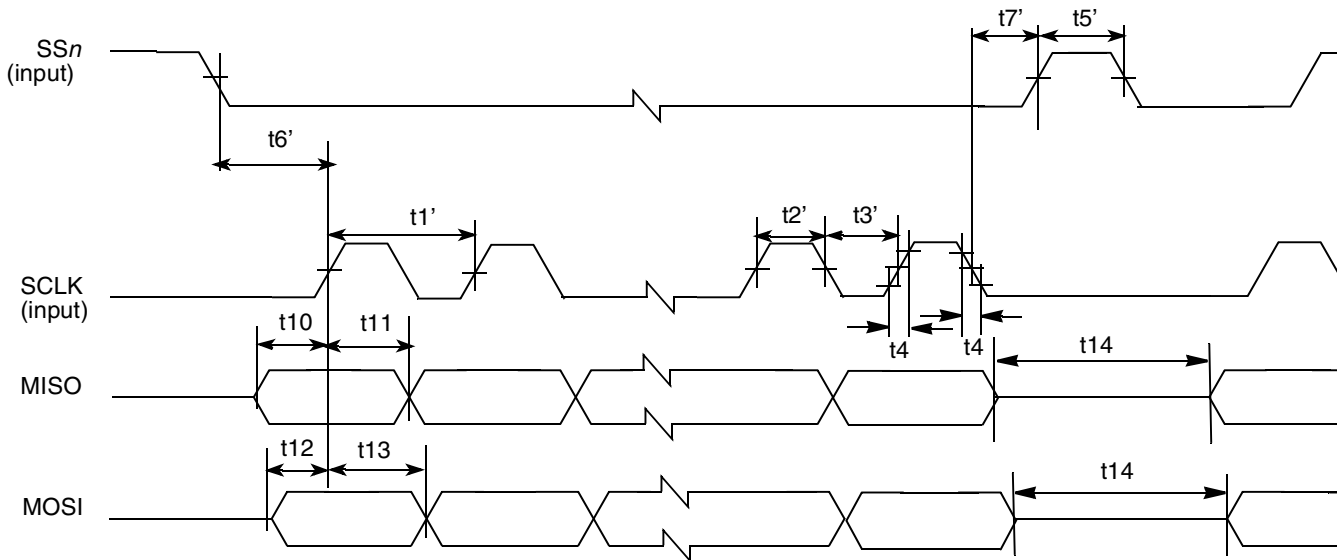 t7’ t5’
SSn
(input)
t6’
t1’
t2’ t3’
SCLK
(input)
t10 t11
t4 t4
t14
MISO
t12 t13
t14
MOSI